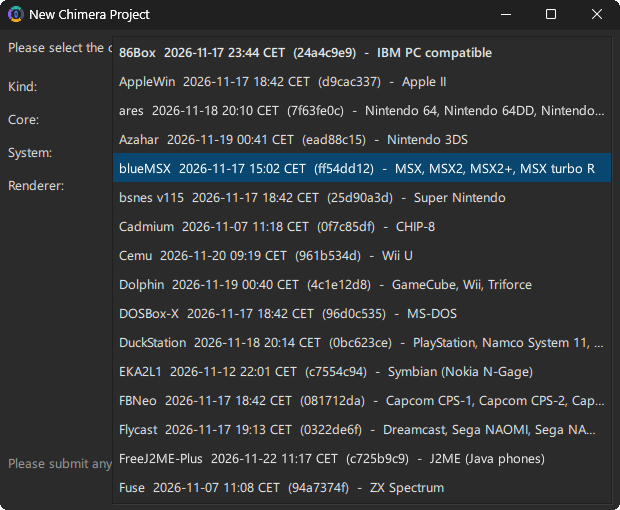 New Chimera Project
Please select the c
86Box 2026-11-17 23:44 CET (24a4c9e9) - IBM PC compatible
AppleWin 2026-11-17 18:42 CET (d9cac337) - Apple II
Kind:
ares 2026-11-18 20:10 CET (7f63fe0c) - Nintendo 64, Nintendo 64DD, Nintendo...
Core:
Azahar 2026-11-19 00:41 CET (ead88c15) - Nintendo 3DS
System:
blueMSX 2026-11-17 15:02 CET (ff54dd12) - MSX, MSX2, MSX2+, MSX turbo R
Renderer:
bsnes v115 2026-11-17 18:42 CET (25d90a3d) - Super Nintendo
Cadmium 2026-11-07 11:18 CET (0f7c85df) - CHIP-8
Cemu 2026-11-20 09:19 CET (961b534d) - Wii U
Dolphin 2026-11-19 00:40 CET (4c1e12d8) - GameCube, Wii, Triforce
DOSBox-X 2026-11-17 18:42 CET (96d0c535) - MS-DOS
DuckStation 2026-11-18 20:14 CET (0bc623ce) - PlayStation, Namco System 11, ...
EKA2L1 2026-11-12 22:01 CET (c7554c94) - Symbian (Nokia N-Gage)
FBNeo 2026-11-17 18:42 CET (081712da) - Capcom CPS-1, Capcom CPS-2, Cap...
Flycast 2026-11-17 19:13 CET (0322de6f) - Dreamcast, Sega NAOMI, Sega NA...
Please submit any
FreeJ2ME-Plus 2026-11-22 11:17 CET (c725b9c9) - J2ME (Java phones)
Fuse 2026-11-07 11:08 CET (94a7374f) - ZX Spectrum